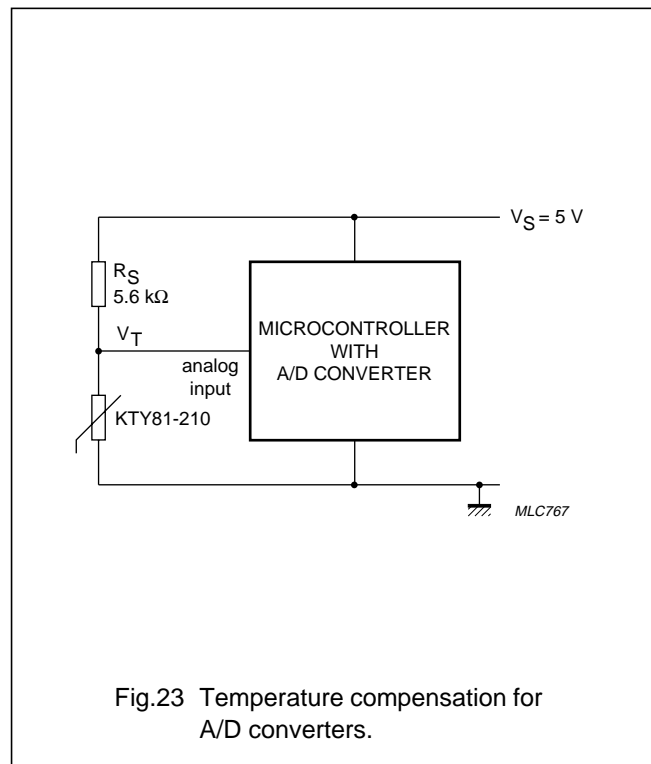 V_S = 5 V
R_S
5.6 kΩ
V_T
analog
input
MICROCONTROLLER
WITH
A/D CONVERTER
KTY81-210
MLC767
Fig.23 Temperature compensation for
A/D converters.